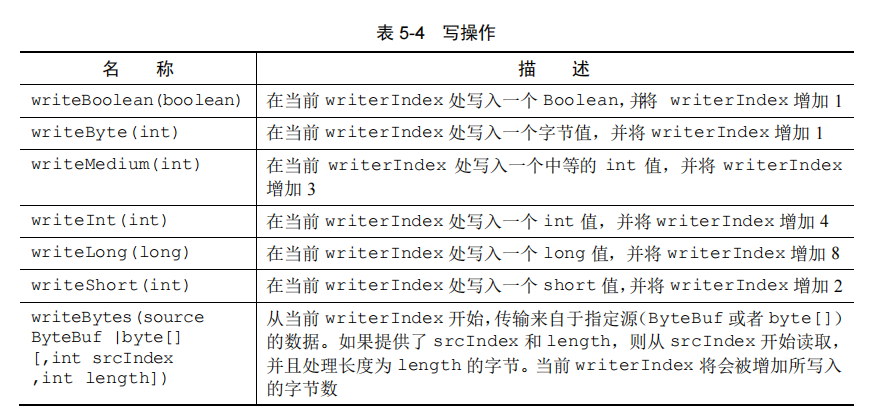 表 5-4 写操作
名 称 描 述
writeBoolean(boolean) 在当前 writerIndex 处写入一个 Boolean，并将 writerIndex 增加 1
writeByte(int) 在当前 writerIndex 处写入一个字节值，并将 writerIndex 增加 1
writeMedium(int) 在当前 writerIndex 处写入一个中等的 int 值，并将 writerIndex
增加 3
writeInt(int) 在当前 writerIndex 处写入一个 int 值，并将 writerIndex 增加 4
writeLong(long) 在当前 writerIndex 处写入一个 long 值，并将 writerIndex 增加 8
writeShort(int) 在当前 writerIndex 处写入一个 short 值，并将 writerIndex 增加 2
writeBytes(source
ByteBuf |byte[]
[,int srcIndex
,int length])
从当前 writerIndex 开始，传输来自于指定源(ByteBuf 或者 byte[])
的数据。如果提供了 srcIndex 和 length，则从 srcIndex 开始读取，
并且处理长度为 length 的字节。当前 writerIndex 将会被增加所写入
的字节数